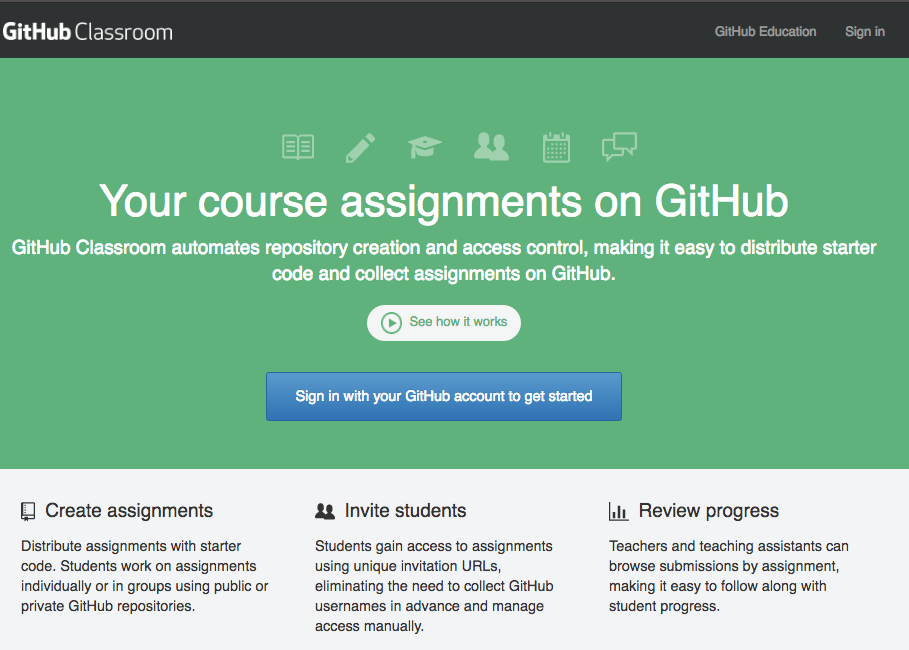 GitHub Classroom
GitHub Education
Sign in
Your course assignments on GitHub
GitHub Classroom automates repository creation and access control, making it easy to distribute starter
code and collect assignments on GitHub.
See how it works
Sign in with your GitHub account to get started
Create assignments
Distribute assignments with starter
code. Students work on assignments
individually or in groups using public or
private GitHub repositories.
Invite students
Students gain access to assignments
using unique invitation URLs,
eliminating the need to collect GitHub
usernames in advance and manage
access manually.
Review progress
Teachers and teaching assistants can
browse submissions by assignment,
making it easy to follow along with
student progress.